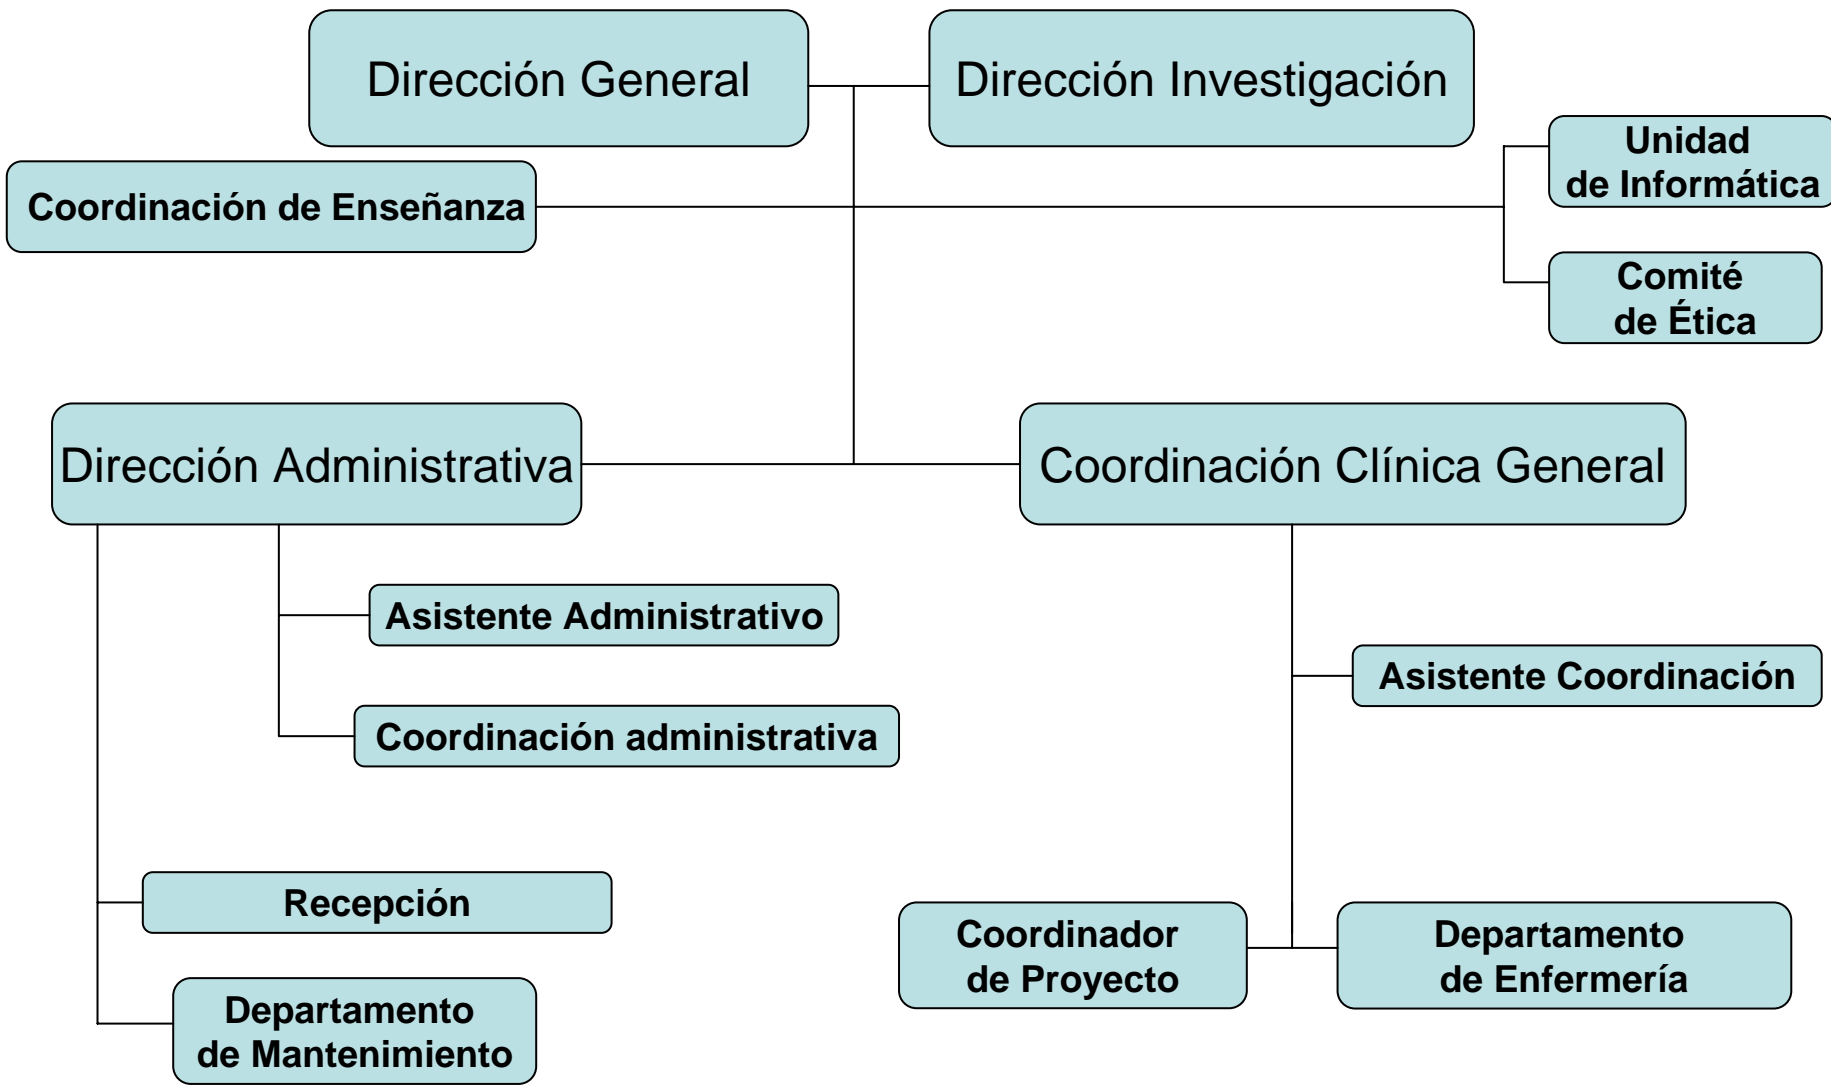 Dirección General
Dirección Investigación
Unidad
de Informática
Coordinación de Enseñanza
Comité
de Ética
Dirección Administrativa
Coordinación Clínica General
Asistente Administrativo
Asistente Coordinación
Coordinación administrativa
Recepción
Coordinador
de Proyecto
Departamento
de Enfermería
Departamento
de Mantenimiento